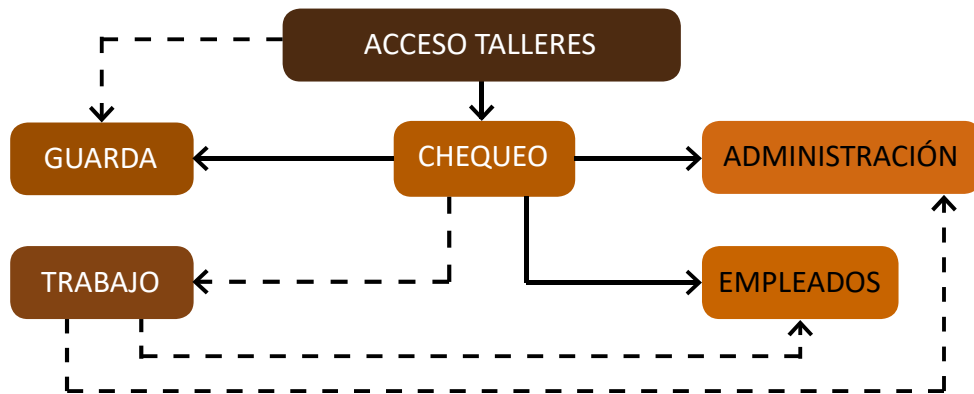 ACCESO TALLERES
GUARDA
CHEQUEO
ADMINISTRACIÓN
TRABAJO
EMPLEADOS